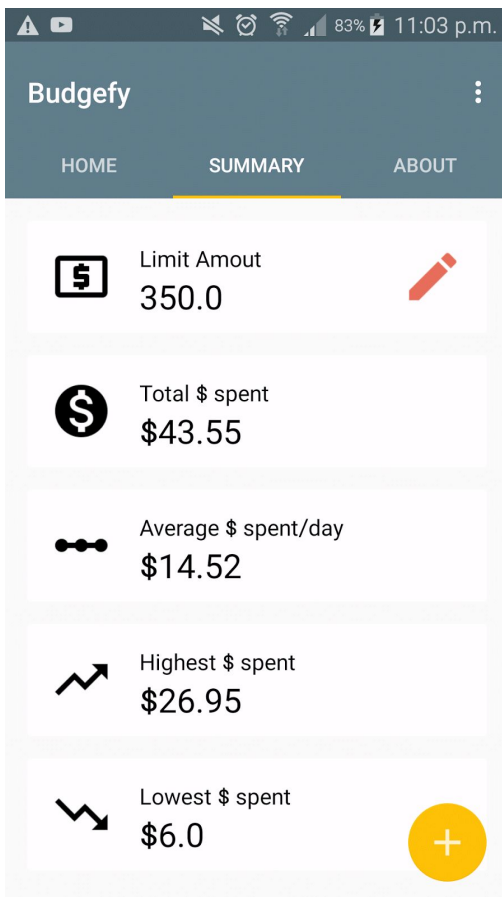 83% 11:03 p.m.
Budgefy
HOME SUMMARY ABOUT
Limit Amout
350.0
Total $ spent
$43.55
Average $ spent/day
$14.52
Highest $ spent
$26.95
Lowest $ spent
$6.0